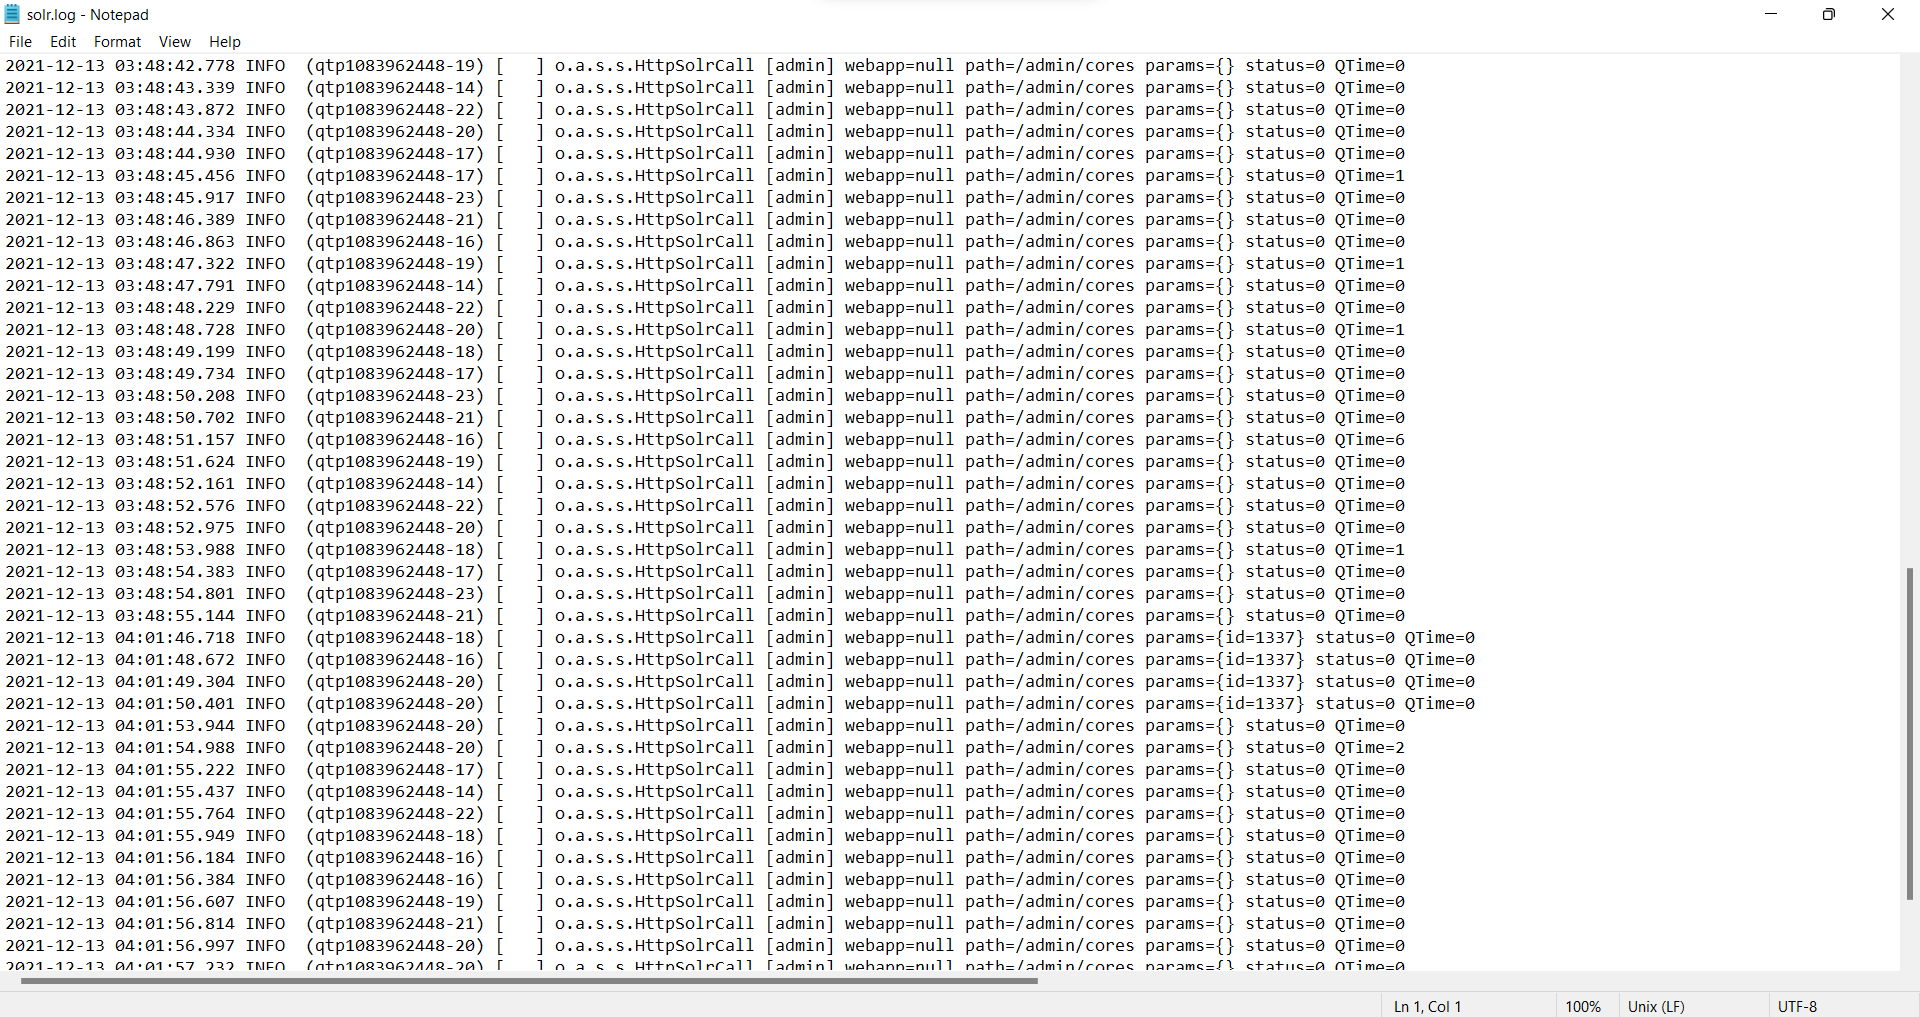 solr.log - Notepad
File Edit Format View Help
2021-12-13 03:48:42.778 INFO  (qtp1083962448-19) [   ] o.a.s.s.HttpSolrCall [admin] webapp=null path=/admin/cores params={} status=0 QTime=0
2021-12-13 03:48:43.339 INFO  (qtp1083962448-14) [   ] o.a.s.s.HttpSolrCall [admin] webapp=null path=/admin/cores params={} status=0 QTime=0
2021-12-13 03:48:43.872 INFO  (qtp1083962448-22) [   ] o.a.s.s.HttpSolrCall [admin] webapp=null path=/admin/cores params={} status=0 QTime=0
2021-12-13 03:48:44.334 INFO  (qtp1083962448-20) [   ] o.a.s.s.HttpSolrCall [admin] webapp=null path=/admin/cores params={} status=0 QTime=0
2021-12-13 03:48:44.930 INFO  (qtp1083962448-17) [   ] o.a.s.s.HttpSolrCall [admin] webapp=null path=/admin/cores params={} status=0 QTime=0
2021-12-13 03:48:45.456 INFO  (qtp1083962448-17) [   ] o.a.s.s.HttpSolrCall [admin] webapp=null path=/admin/cores params={} status=0 QTime=1
2021-12-13 03:48:45.917 INFO  (qtp1083962448-23) [   ] o.a.s.s.HttpSolrCall [admin] webapp=null path=/admin/cores params={} status=0 QTime=0
2021-12-13 03:48:46.389 INFO  (qtp1083962448-21) [   ] o.a.s.s.HttpSolrCall [admin] webapp=null path=/admin/cores params={} status=0 QTime=0
2021-12-13 03:48:46.863 INFO  (qtp1083962448-16) [   ] o.a.s.s.HttpSolrCall [admin] webapp=null path=/admin/cores params={} status=0 QTime=0
2021-12-13 03:48:47.322 INFO  (qtp1083962448-19) [   ] o.a.s.s.HttpSolrCall [admin] webapp=null path=/admin/cores params={} status=0 QTime=1
2021-12-13 03:48:47.791 INFO  (qtp1083962448-14) [   ] o.a.s.s.HttpSolrCall [admin] webapp=null path=/admin/cores params={} status=0 QTime=0
2021-12-13 03:48:48.229 INFO  (qtp1083962448-22) [   ] o.a.s.s.HttpSolrCall [admin] webapp=null path=/admin/cores params={} status=0 QTime=0
2021-12-13 03:48:48.728 INFO  (qtp1083962448-20) [   ] o.a.s.s.HttpSolrCall [admin] webapp=null path=/admin/cores params={} status=0 QTime=1
2021-12-13 03:48:49.199 INFO  (qtp1083962448-18) [   ] o.a.s.s.HttpSolrCall [admin] webapp=null path=/admin/cores params={} status=0 QTime=0
2021-12-13 03:48:49.734 INFO  (qtp1083962448-17) [   ] o.a.s.s.HttpSolrCall [admin] webapp=null path=/admin/cores params={} status=0 QTime=0
2021-12-13 03:48:50.208 INFO  (qtp1083962448-23) [   ] o.a.s.s.HttpSolrCall [admin] webapp=null path=/admin/cores params={} status=0 QTime=0
2021-12-13 03:48:50.702 INFO  (qtp1083962448-21) [   ] o.a.s.s.HttpSolrCall [admin] webapp=null path=/admin/cores params={} status=0 QTime=0
2021-12-13 03:48:51.157 INFO  (qtp1083962448-16) [   ] o.a.s.s.HttpSolrCall [admin] webapp=null path=/admin/cores params={} status=0 QTime=6
2021-12-13 03:48:51.624 INFO  (qtp1083962448-19) [   ] o.a.s.s.HttpSolrCall [admin] webapp=null path=/admin/cores params={} status=0 QTime=0
2021-12-13 03:48:52.161 INFO  (qtp1083962448-14) [   ] o.a.s.s.HttpSolrCall [admin] webapp=null path=/admin/cores params={} status=0 QTime=0
2021-12-13 03:48:52.576 INFO  (qtp1083962448-22) [   ] o.a.s.s.HttpSolrCall [admin] webapp=null path=/admin/cores params={} status=0 QTime=0
2021-12-13 03:48:52.975 INFO  (qtp1083962448-20) [   ] o.a.s.s.HttpSolrCall [admin] webapp=null path=/admin/cores params={} status=0 QTime=0
2021-12-13 03:48:53.988 INFO  (qtp1083962448-18) [   ] o.a.s.s.HttpSolrCall [admin] webapp=null path=/admin/cores params={} status=0 QTime=1
2021-12-13 03:48:54.383 INFO  (qtp1083962448-17) [   ] o.a.s.s.HttpSolrCall [admin] webapp=null path=/admin/cores params={} status=0 QTime=0
2021-12-13 03:48:54.801 INFO  (qtp1083962448-23) [   ] o.a.s.s.HttpSolrCall [admin] webapp=null path=/admin/cores params={} status=0 QTime=0
2021-12-13 03:48:55.144 INFO  (qtp1083962448-21) [   ] o.a.s.s.HttpSolrCall [admin] webapp=null path=/admin/cores params={} status=0 QTime=0
2021-12-13 04:01:46.718 INFO  (qtp1083962448-18) [   ] o.a.s.s.HttpSolrCall [admin] webapp=null path=/admin/cores params={id=1337} status=0 QTime=0
2021-12-13 04:01:48.672 INFO  (qtp1083962448-16) [   ] o.a.s.s.HttpSolrCall [admin] webapp=null path=/admin/cores params={id=1337} status=0 QTime=0
2021-12-13 04:01:49.304 INFO  (qtp1083962448-20) [   ] o.a.s.s.HttpSolrCall [admin] webapp=null path=/admin/cores params={id=1337} status=0 QTime=0
2021-12-13 04:01:50.401 INFO  (qtp1083962448-20) [   ] o.a.s.s.HttpSolrCall [admin] webapp=null path=/admin/cores params={id=1337} status=0 QTime=0
2021-12-13 04:01:53.944 INFO  (qtp1083962448-20) [   ] o.a.s.s.HttpSolrCall [admin] webapp=null path=/admin/cores params={} status=0 QTime=0
2021-12-13 04:01:54.988 INFO  (qtp1083962448-20) [   ] o.a.s.s.HttpSolrCall [admin] webapp=null path=/admin/cores params={} status=0 QTime=2
2021-12-13 04:01:55.222 INFO  (qtp1083962448-17) [   ] o.a.s.s.HttpSolrCall [admin] webapp=null path=/admin/cores params={} status=0 QTime=0
2021-12-13 04:01:55.437 INFO  (qtp1083962448-14) [   ] o.a.s.s.HttpSolrCall [admin] webapp=null path=/admin/cores params={} status=0 QTime=0
2021-12-13 04:01:55.764 INFO  (qtp1083962448-22) [   ] o.a.s.s.HttpSolrCall [admin] webapp=null path=/admin/cores params={} status=0 QTime=0
2021-12-13 04:01:55.949 INFO  (qtp1083962448-18) [   ] o.a.s.s.HttpSolrCall [admin] webapp=null path=/admin/cores params={} status=0 QTime=0
2021-12-13 04:01:56.184 INFO  (qtp1083962448-16) [   ] o.a.s.s.HttpSolrCall [admin] webapp=null path=/admin/cores params={} status=0 QTime=0
2021-12-13 04:01:56.384 INFO  (qtp1083962448-16) [   ] o.a.s.s.HttpSolrCall [admin] webapp=null path=/admin/cores params={} status=0 QTime=0
2021-12-13 04:01:56.607 INFO  (qtp1083962448-19) [   ] o.a.s.s.HttpSolrCall [admin] webapp=null path=/admin/cores params={} status=0 QTime=0
2021-12-13 04:01:56.814 INFO  (qtp1083962448-21) [   ] o.a.s.s.HttpSolrCall [admin] webapp=null path=/admin/cores params={} status=0 QTime=0
2021-12-13 04:01:56.997 INFO  (qtp1083962448-20) [   ] o.a.s.s.HttpSolrCall [admin] webapp=null path=/admin/cores params={} status=0 QTime=0
2021-12-13 04:01:57.232 INFO  (qtp1083962448-20) [   ] o.a.s.s.HttpSolrCall [admin] webapp=null path=/admin/cores params={} status=0 QTime=0
Ln 1, Col 1 100% Unix (LF) UTF-8